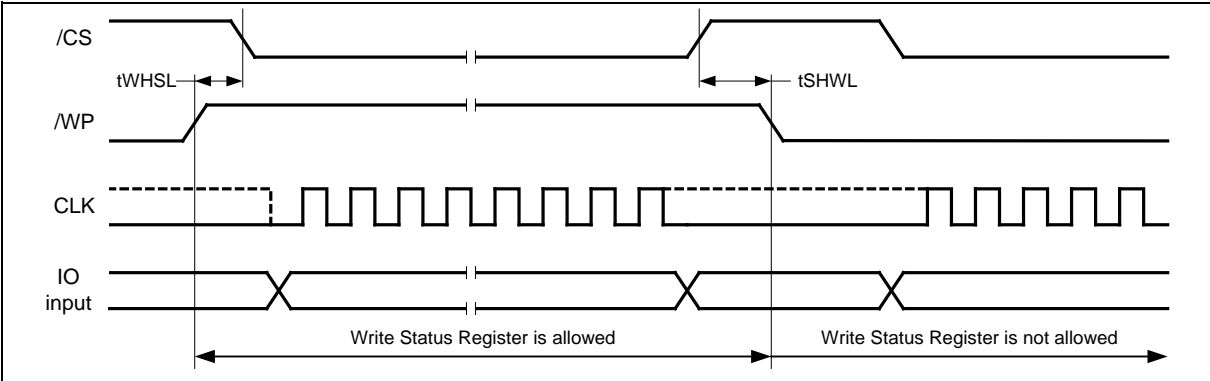 /CS
tWHSL
tSHWL
/WP
CLK
IO
input
Write Status Register is allowed
Write Status Register is not allowed